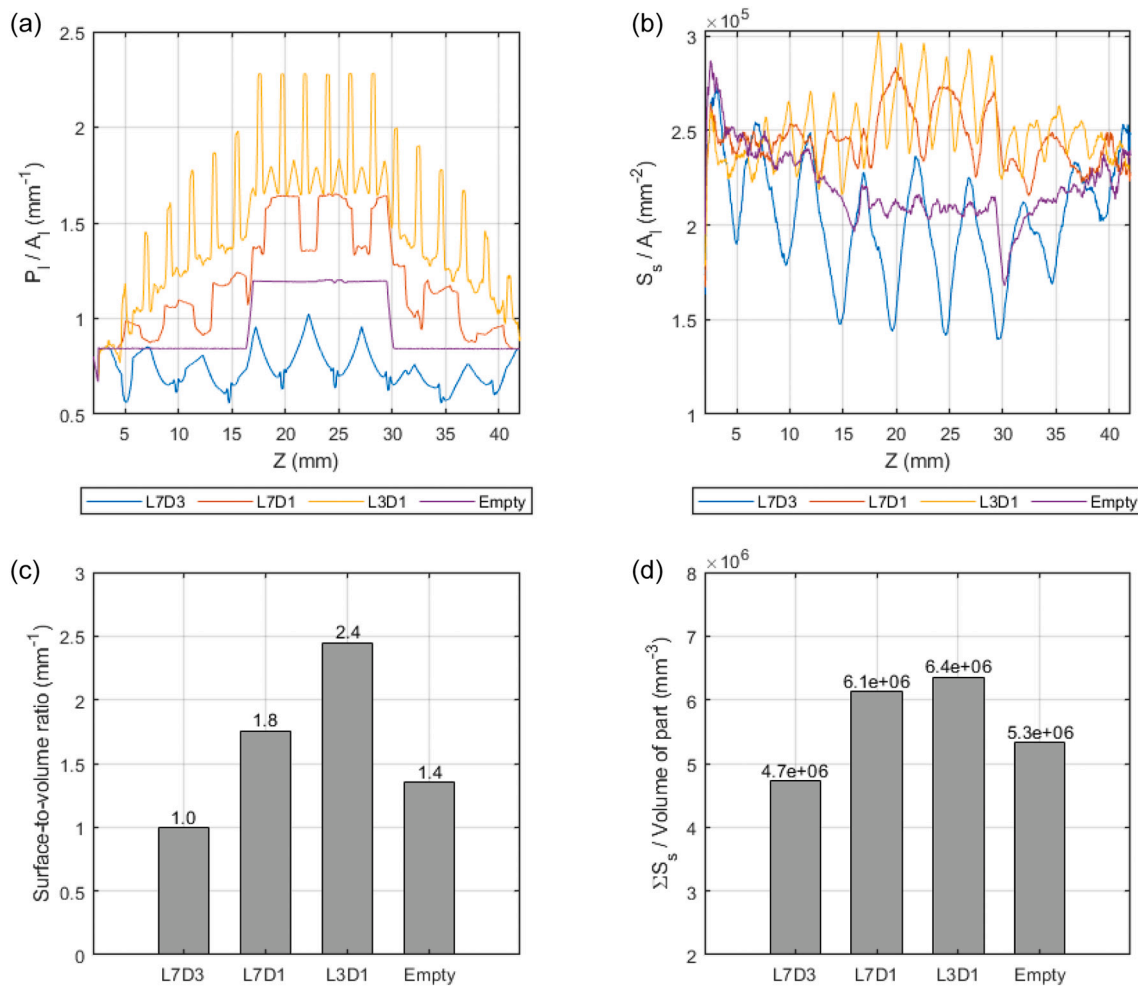 (a)
2.5
2
1.5
1
0.5
P_l / A_l (mm⁻¹)
5 10 15 20 25 30 35 40
Z (mm)
L7D3 L7D1 L3D1 Empty
(b)
×10⁵
3
2.5
2
1.5
1
S_s / A_l (mm⁻²)
5 10 15 20 25 30 35 40
Z (mm)
L7D3 L7D1 L3D1 Empty
(c)
3
2.5
2
1.5
1
0.5
0
Surface-to-volume ratio (mm⁻¹)
1.0
1.8
2.4
1.4
L7D3 L7D1 L3D1 Empty
(d)
×10⁶
8
7
6
5
4
3
2
ΣS_s / Volume of part (mm⁻³)
4.7e+06
6.1e+06
6.4e+06
5.3e+06
L7D3 L7D1 L3D1 Empty